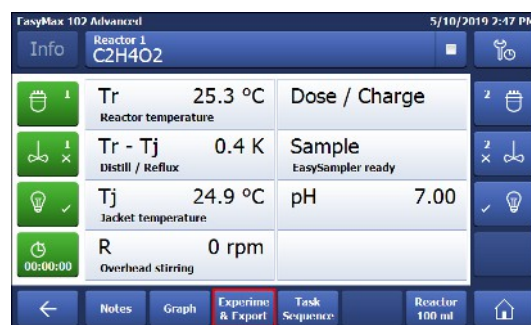 EasyMax 102 Advanced 5/10/2019 2:47 PM
Info
Reactor 1
C2H4O2
1
Tr 25.3 °C
Reactor temperature
Dose / Charge
2
1
Tr - Tj 0.4 K
Distill / Reflux
Sample
EasySampler ready
2
Tj 24.9 °C
Jacket temperature
pH 7.00
00:00:00
R 0 rpm
Overhead stirring
Notes
Graph
Experime
& Export
Task
Sequence
Reactor
100 ml